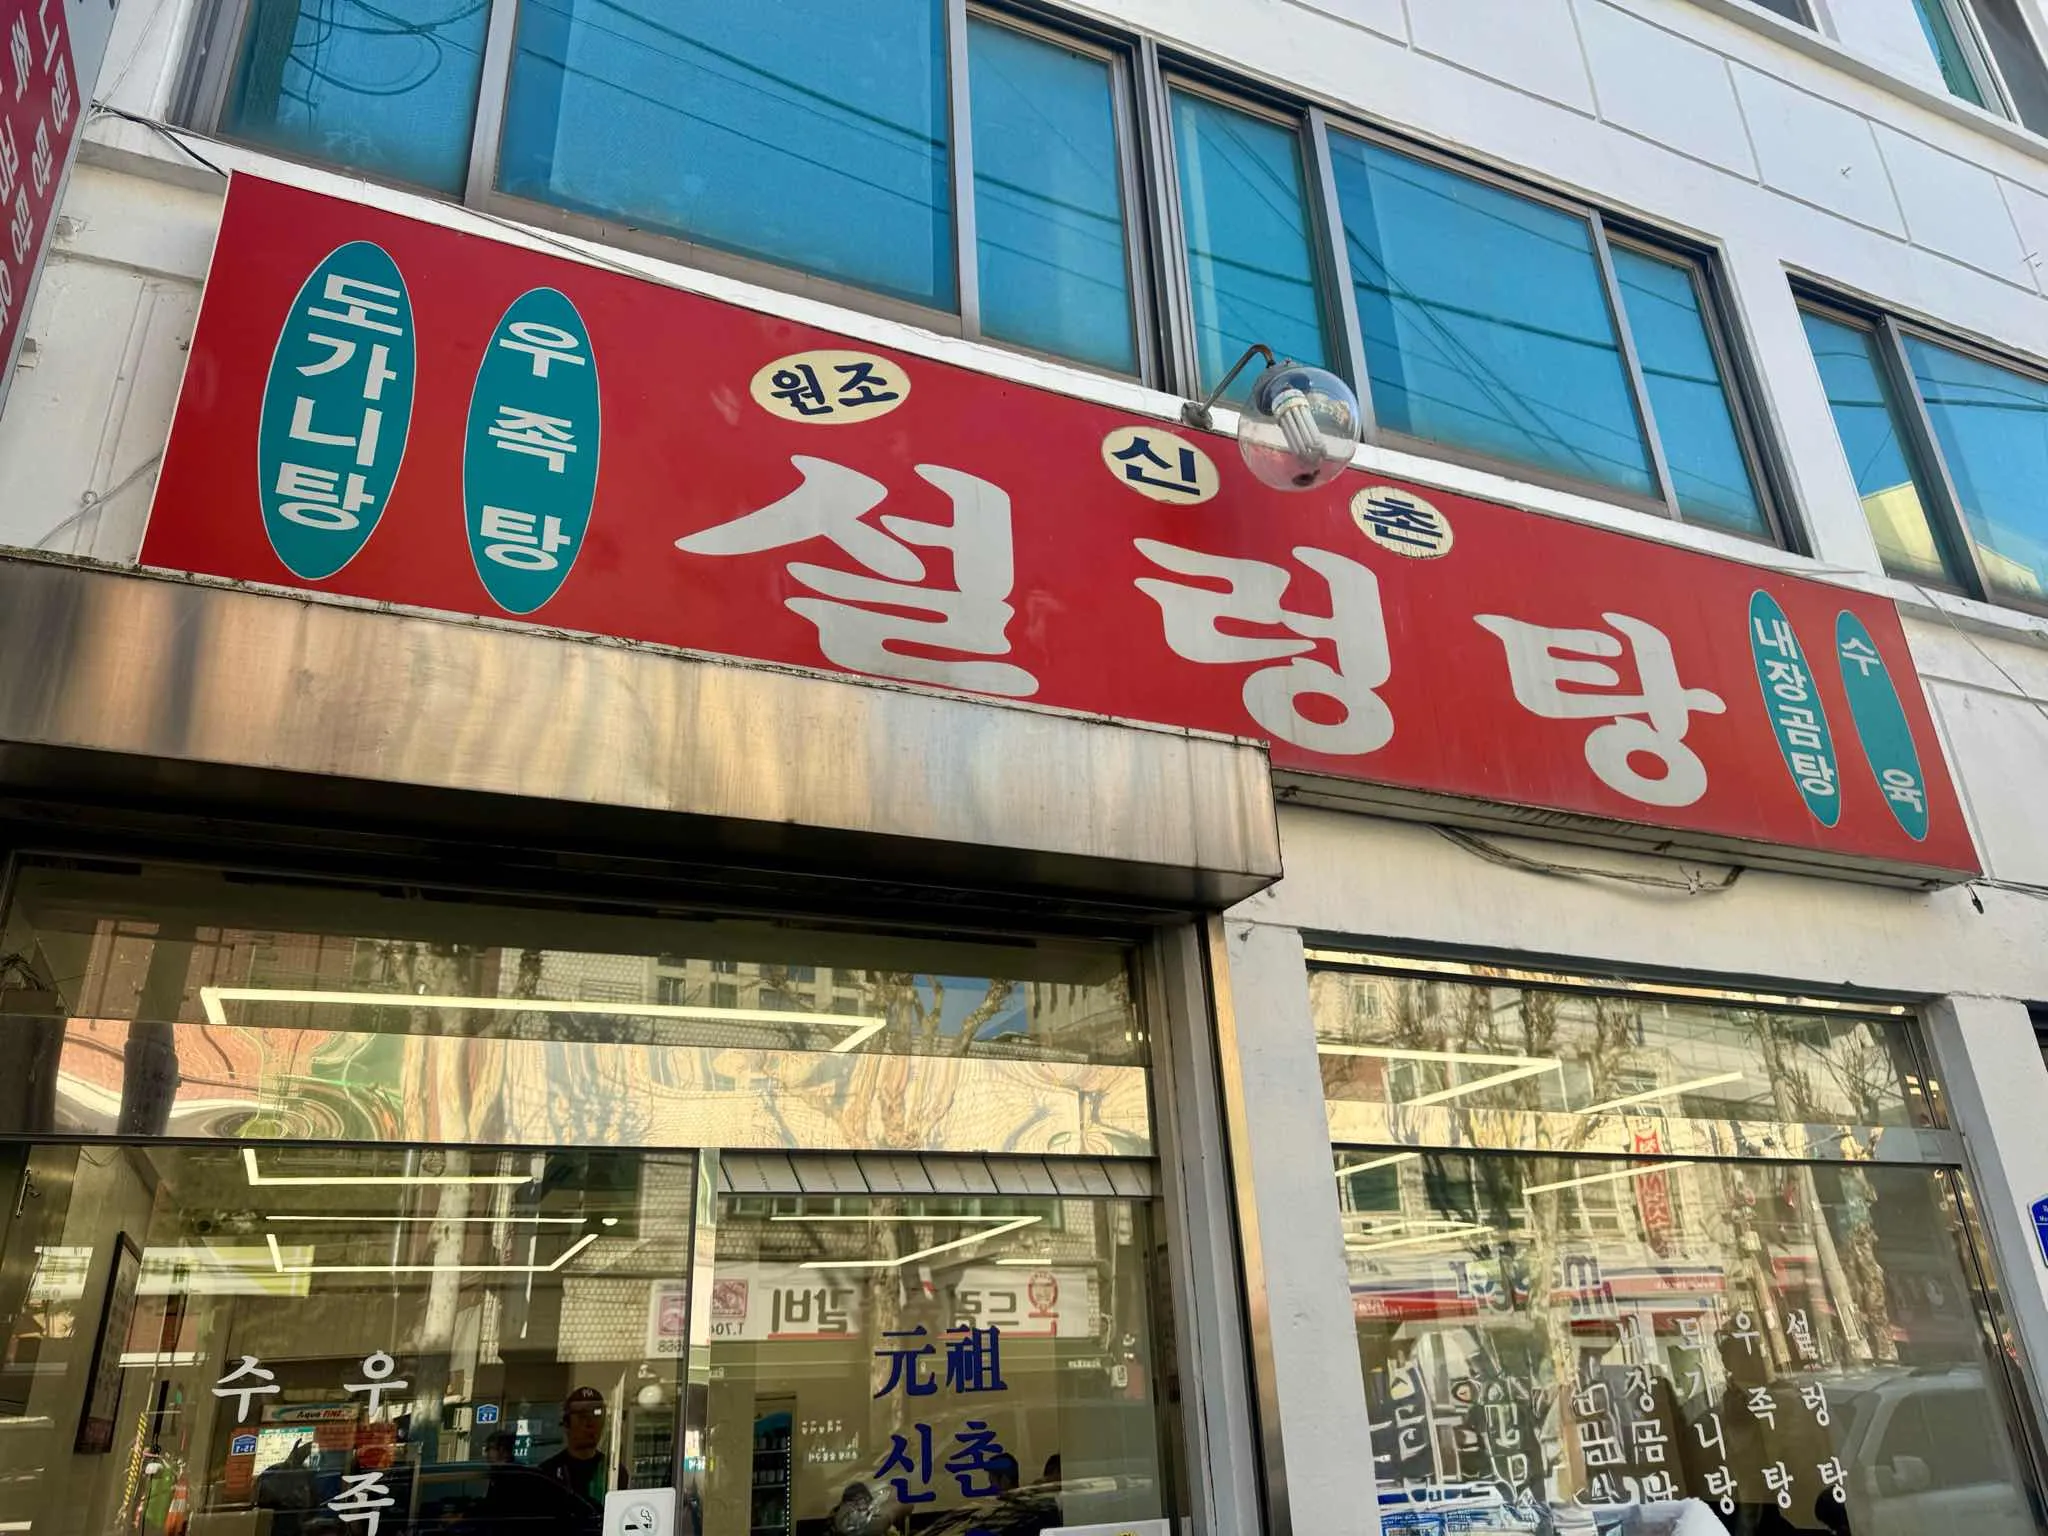 도가니탕
우족탕
원조
신촌
설렁탕
내장곰탕
수육
수
우족
元祖
신촌
설렁탕
우족탕
도가니탕
내장곰탕